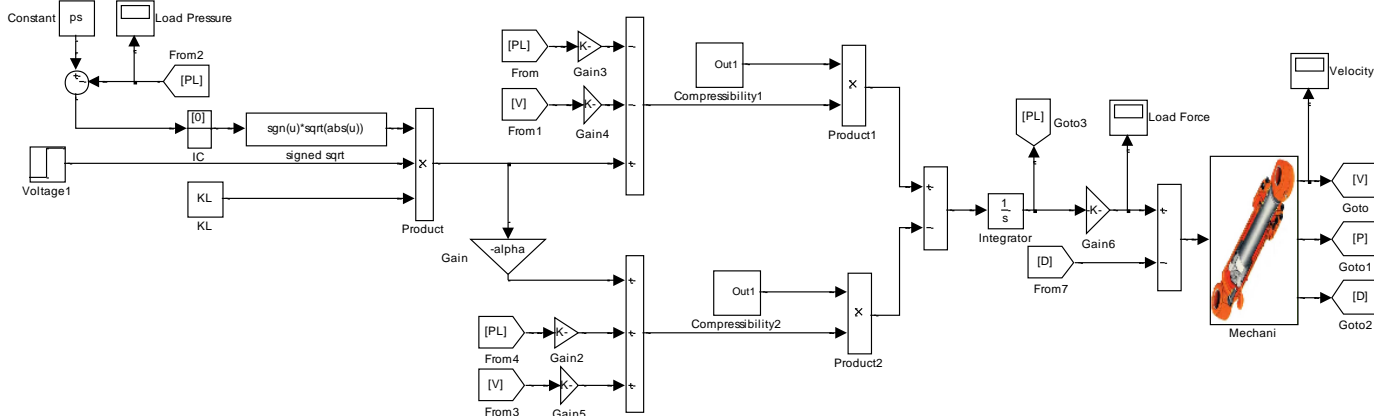 Constant
ps
Load Pressure
From2
[PL]
[0]
IC
sgn(u)*sqrt(abs(u))
signed sqrt
Voltage1
KL
KL
Product
-alpha
Gain
[PL]
From
K-
Gain3
[V]
From1
K-
Gain4
[PL]
From4
K-
Gain2
[V]
From3
K-
Gain5
Out1
Compressibility1
Product1
Out1
Compressibility2
Product2
1
s
Integrator
[PL]
Goto3
K-
Gain6
Load Force
[D]
From7
Mechani
Velocity
[V]
Goto
[P]
Goto1
[D]
Goto2